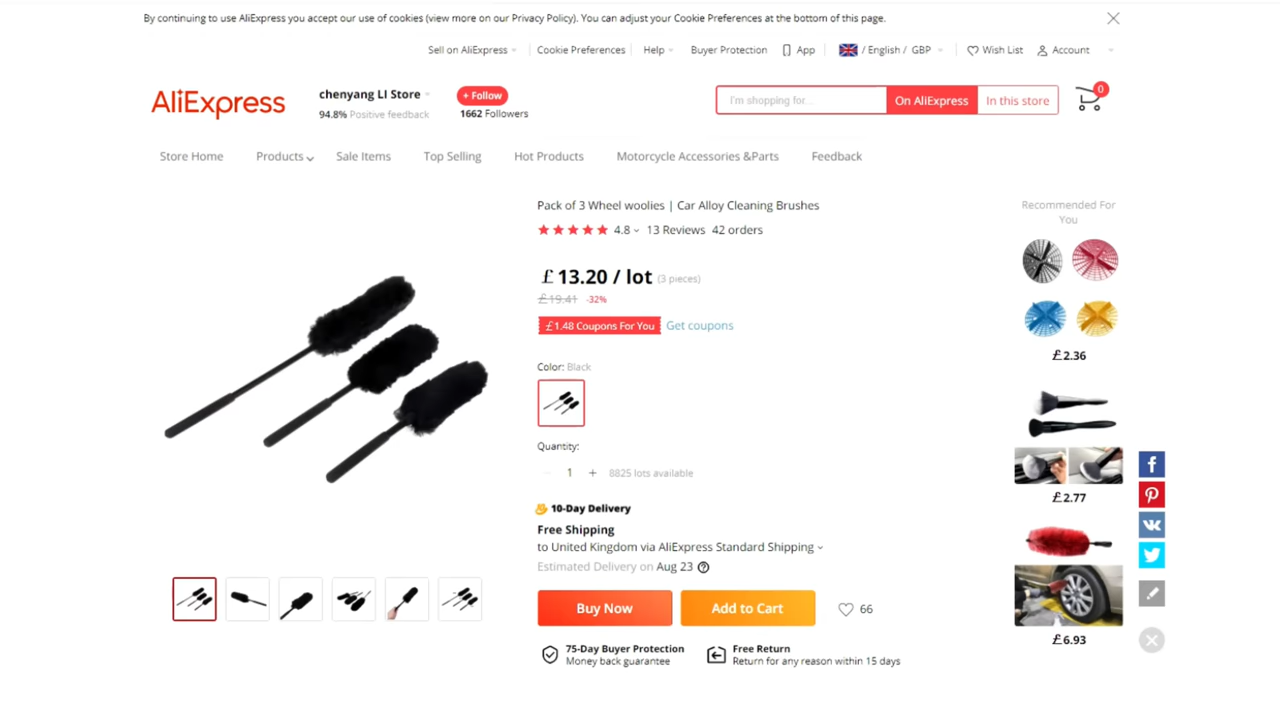 By continuing to use AliExpress you accept our use of cookies (view more on our Privacy Policy). You can adjust your Cookie Preferences at the bottom of this page.
Sell on AliExpress Cookie Preferences Help Buyer Protection App / English / GBP Wish List Account
AliExpress
chenyang LI Store
94.8% Positive feedback
+ Follow
1662 Followers
I'm shopping for...
On AliExpress
In this store
0
Store Home Products Sale Items Top Selling Hot Products Motorcycle Accessories &Parts Feedback
Pack of 3 Wheel woolies | Car Alloy Cleaning Brushes
4.8 13 Reviews 42 orders
£13.20 / lot (3 pieces)
£19.41 -32%
£1.48 Coupons For You Get coupons
Color: Black
Quantity:
1 + 8825 lots available
10-Day Delivery
Free Shipping
to United Kingdom via AliExpress Standard Shipping
Estimated Delivery on Aug 23
Buy Now
Add to Cart
66
75-Day Buyer Protection
Money back guarantee
Free Return
Return for any reason within 15 days
Recommended For
You
£2.36
£2.77
£6.93